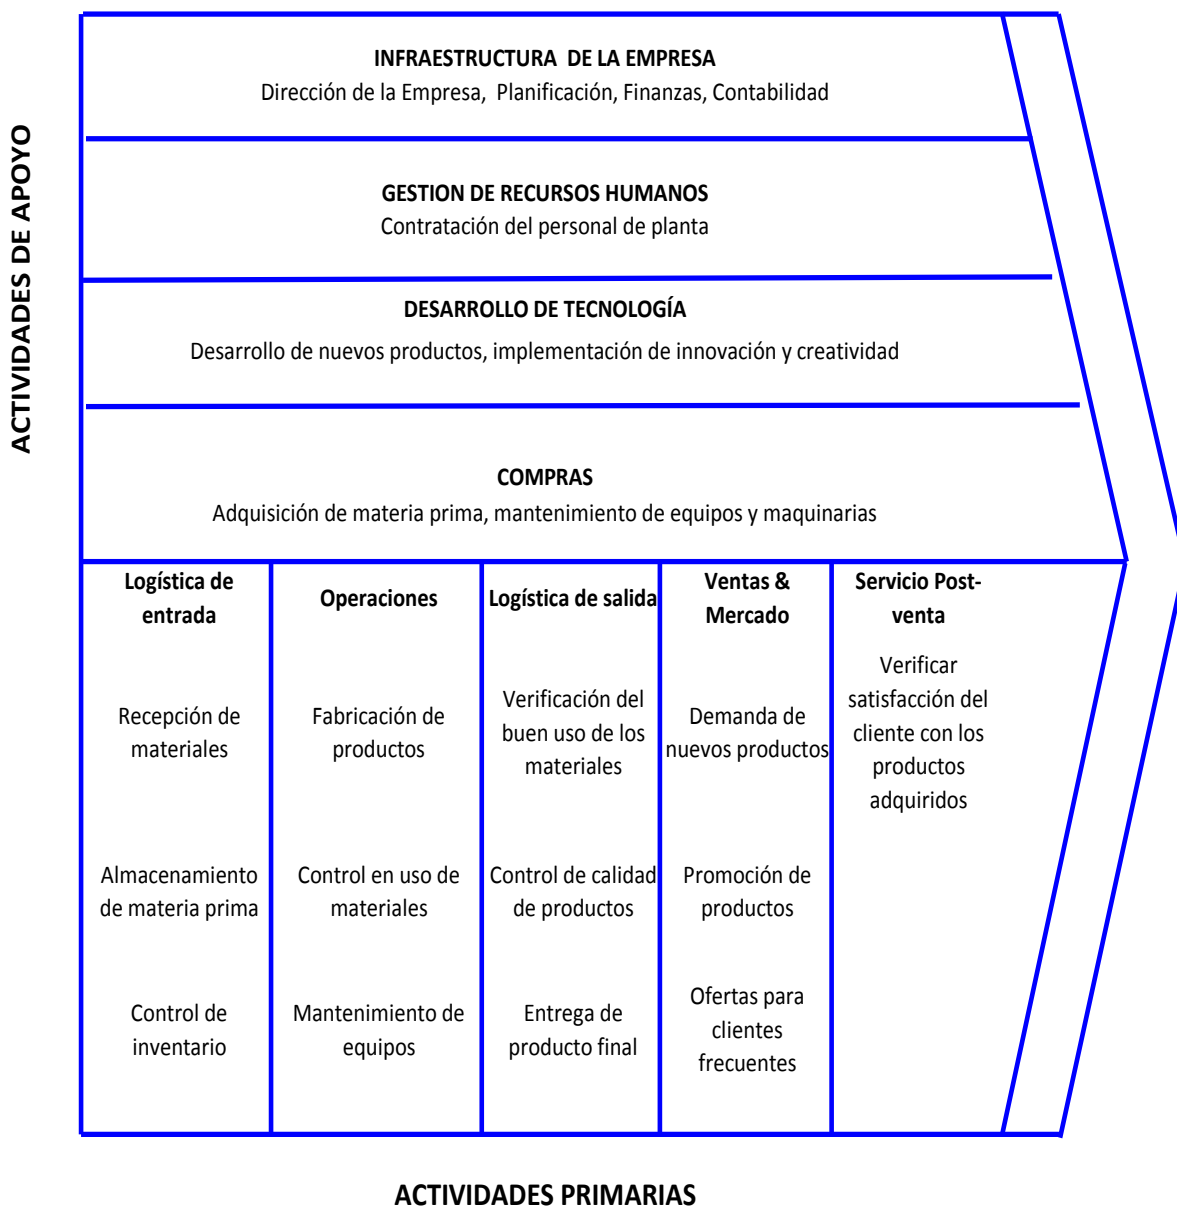 ACTIVIDADES DE APOYO
INFRAESTRUCTURA DE LA EMPRESA
Dirección de la Empresa, Planificación, Finanzas, Contabilidad
GESTION DE RECURSOS HUMANOS
Contratación del personal de planta
DESARROLLO DE TECNOLOGÍA
Desarrollo de nuevos productos, implementación de innovación y creatividad
COMPRAS
Adquisición de materia prima, mantenimiento de equipos y maquinarias
Logística de
entrada
Recepción de
materiales
Almacenamiento
de materia prima
Control de
inventario
Operaciones
Fabricación de
productos
Control en uso de
materiales
Mantenimiento de
equipos
Logística de salida
Verificación del
buen uso de los
materiales
Control de calidad
de productos
Entrega de
producto final
Ventas &
Mercado
Demanda de
nuevos productos
Promoción de
productos
Ofertas para
clientes
frecuentes
Servicio Post-
venta
Verificar
satisfacción del
cliente con los
productos
adquiridos
ACTIVIDADES PRIMARIAS